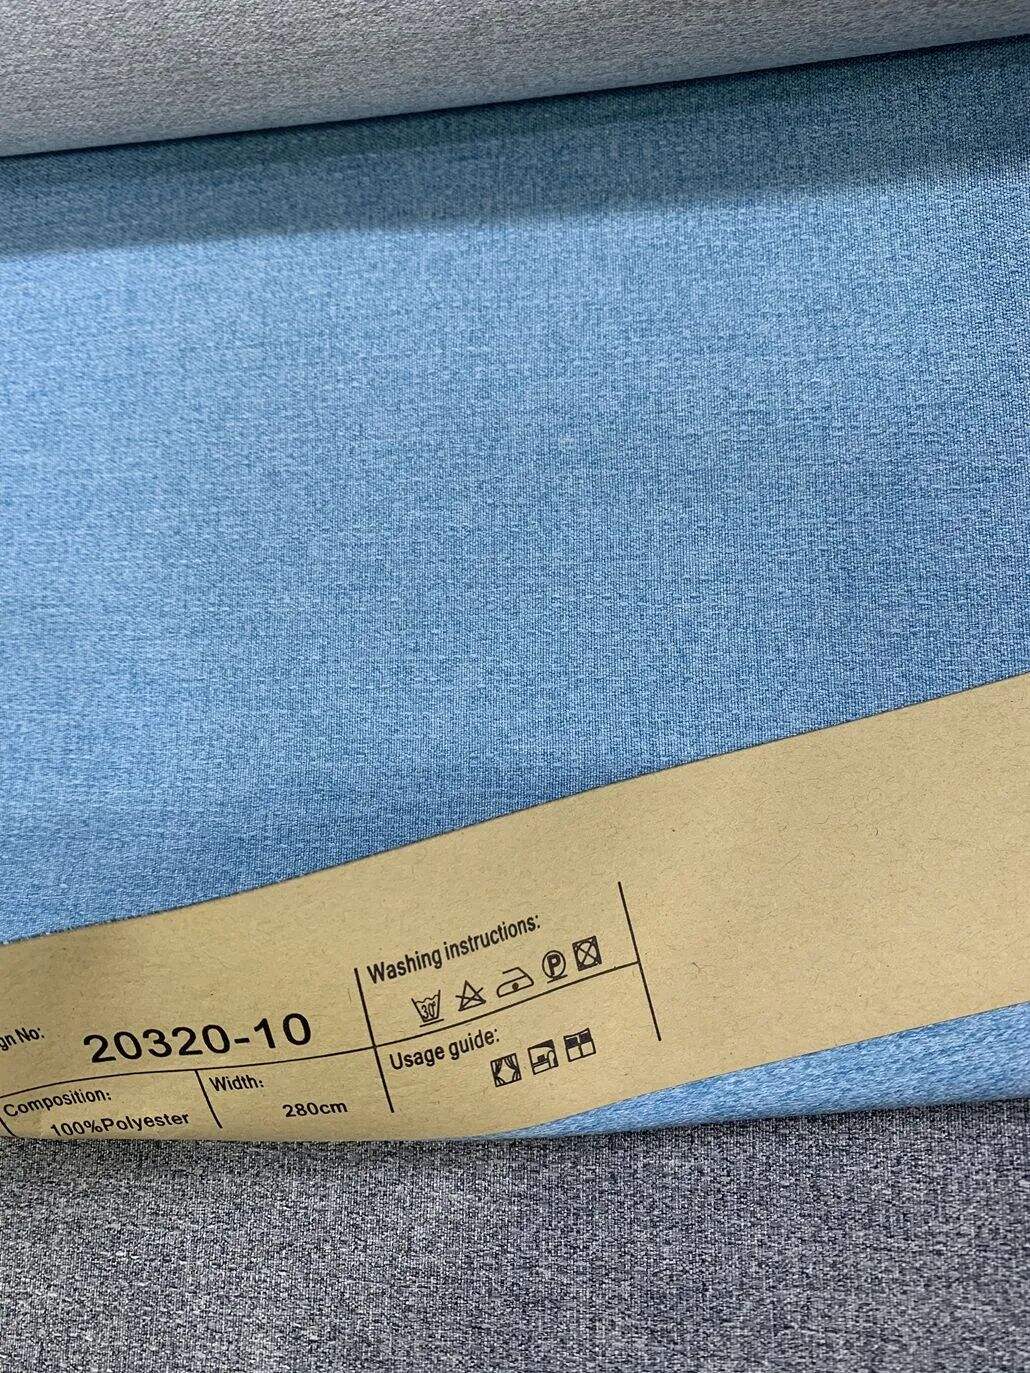 gn No:
20320-10
Composition:
100%Polyester
Width:
280cm
Washing instructions:
30°
P
Usage guide: